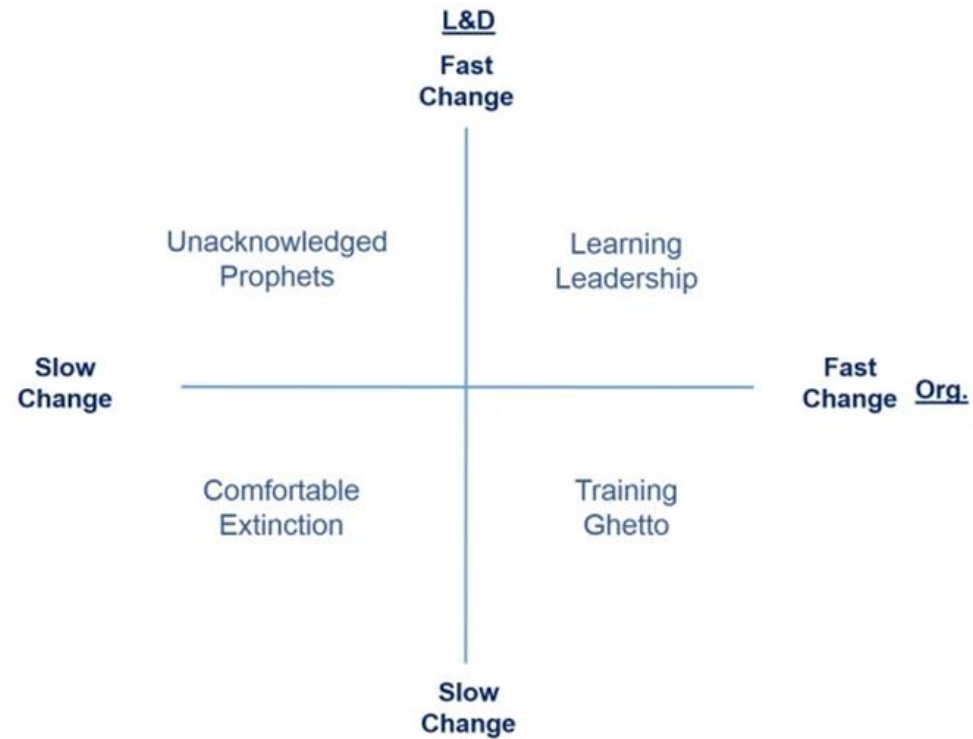 L&D
Fast
Change
Unacknowledged
Prophets
Learning
Leadership
Slow
Change
Fast
Change
Org.
Comfortable
Extinction
Training
Ghetto
Slow
Change